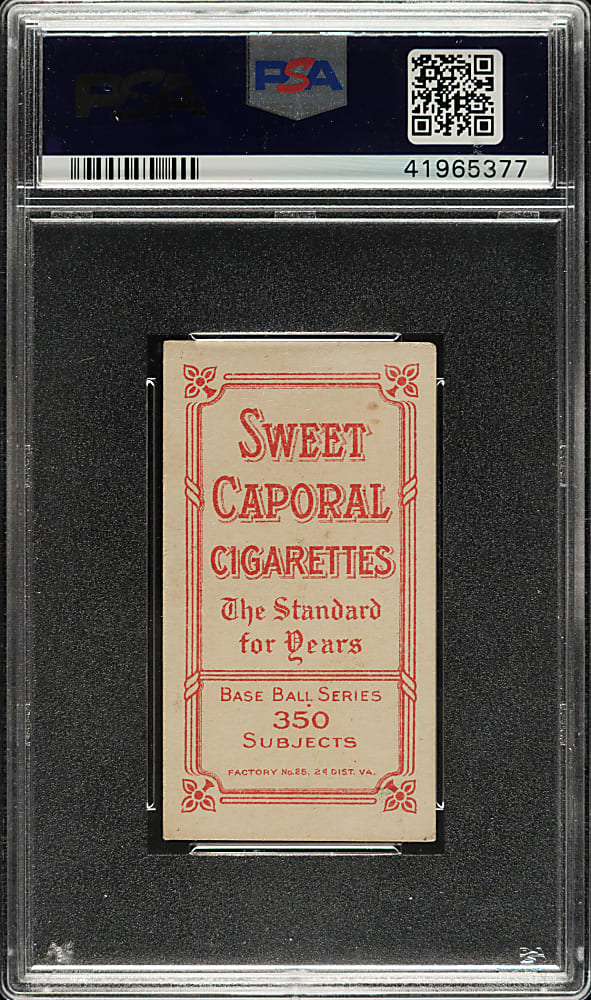 PSA
PSA
41965377
SWEET
CAPORAL
CIGARETTES
The Standard
for Years
BASE BALL SERIES
350
SUBJECTS
FACTORY No.25, 2d DIST. VA.